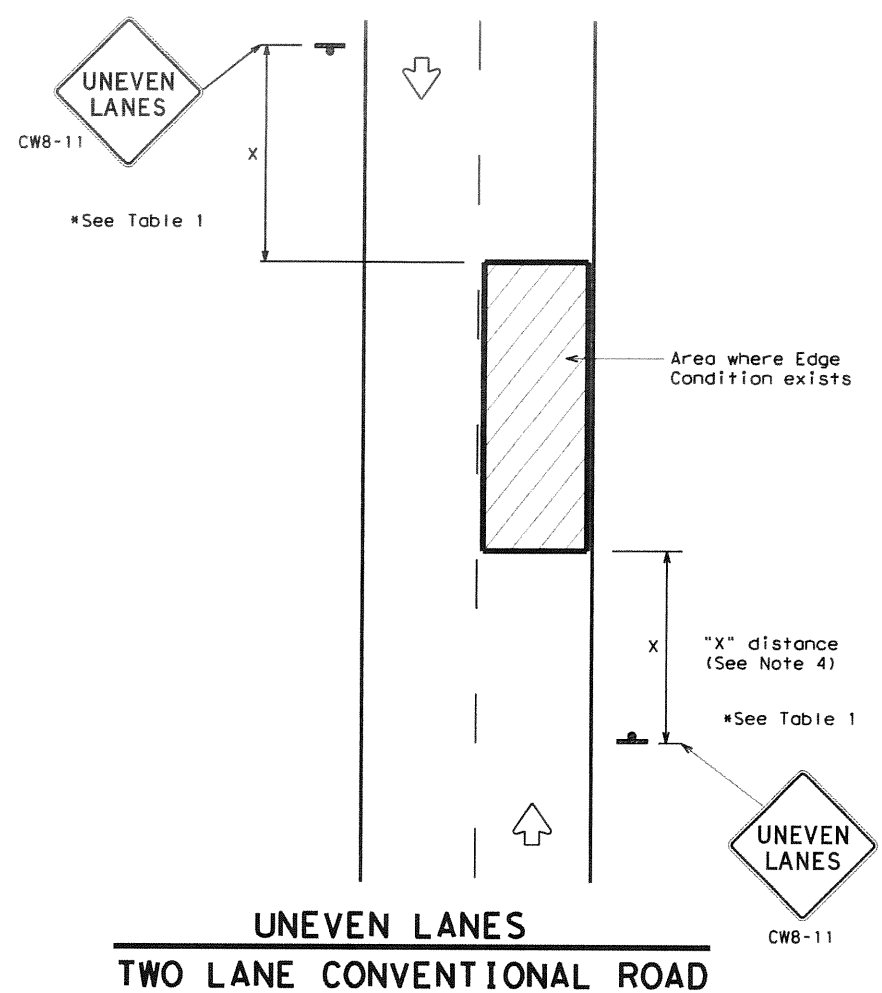 UNEVEN
LANES
CW8-11
X
*See Table 1
Area where Edge
Condition exists
X
"X" distance
(See Note 4)
*See Table 1
UNEVEN
LANES
CW8-11
UNEVEN LANES
TWO LANE CONVENTIONAL ROAD